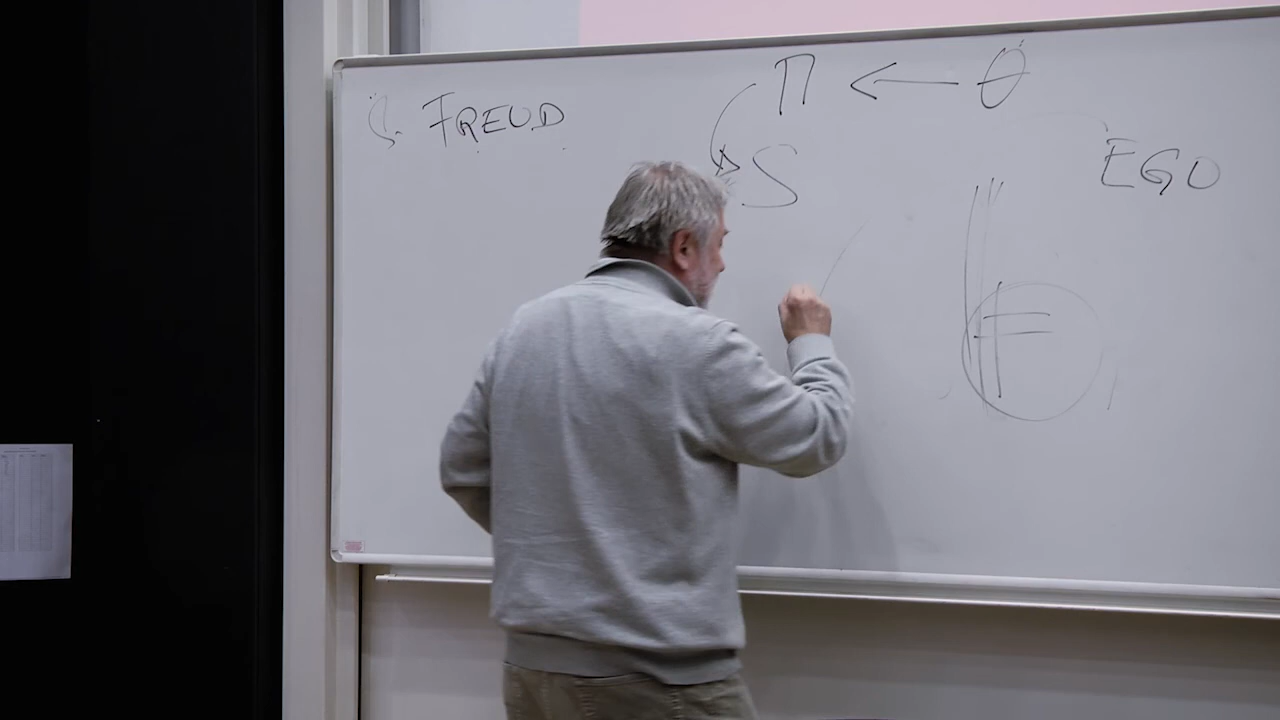 S. FREUD
Π ← θ
S
EGO